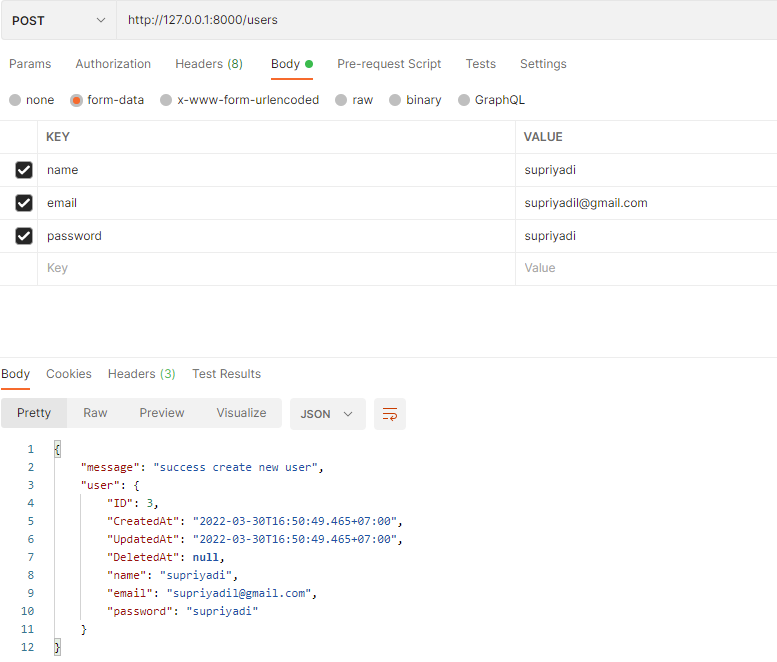 POST http://127.0.0.1:8000/users
Params Authorization Headers (8) Body Pre-request Script Tests Settings
none form-data x-www-form-urlencoded raw binary GraphQL
KEY VALUE
name supriyadi
email supriyadil@gmail.com
password supriyadi
Key Value
Body Cookies Headers (3) Test Results
Pretty Raw Preview Visualize JSON
1 {
2 "message": "success create new user",
3 "user": {
4 "ID": 3,
5 "CreatedAt": "2022-03-30T16:50:49.465+07:00",
6 "UpdatedAt": "2022-03-30T16:50:49.465+07:00",
7 "DeletedAt": null,
8 "name": "supriyadi",
9 "email": "supriyadil@gmail.com",
10 "password": "supriyadi"
11 }
12 }